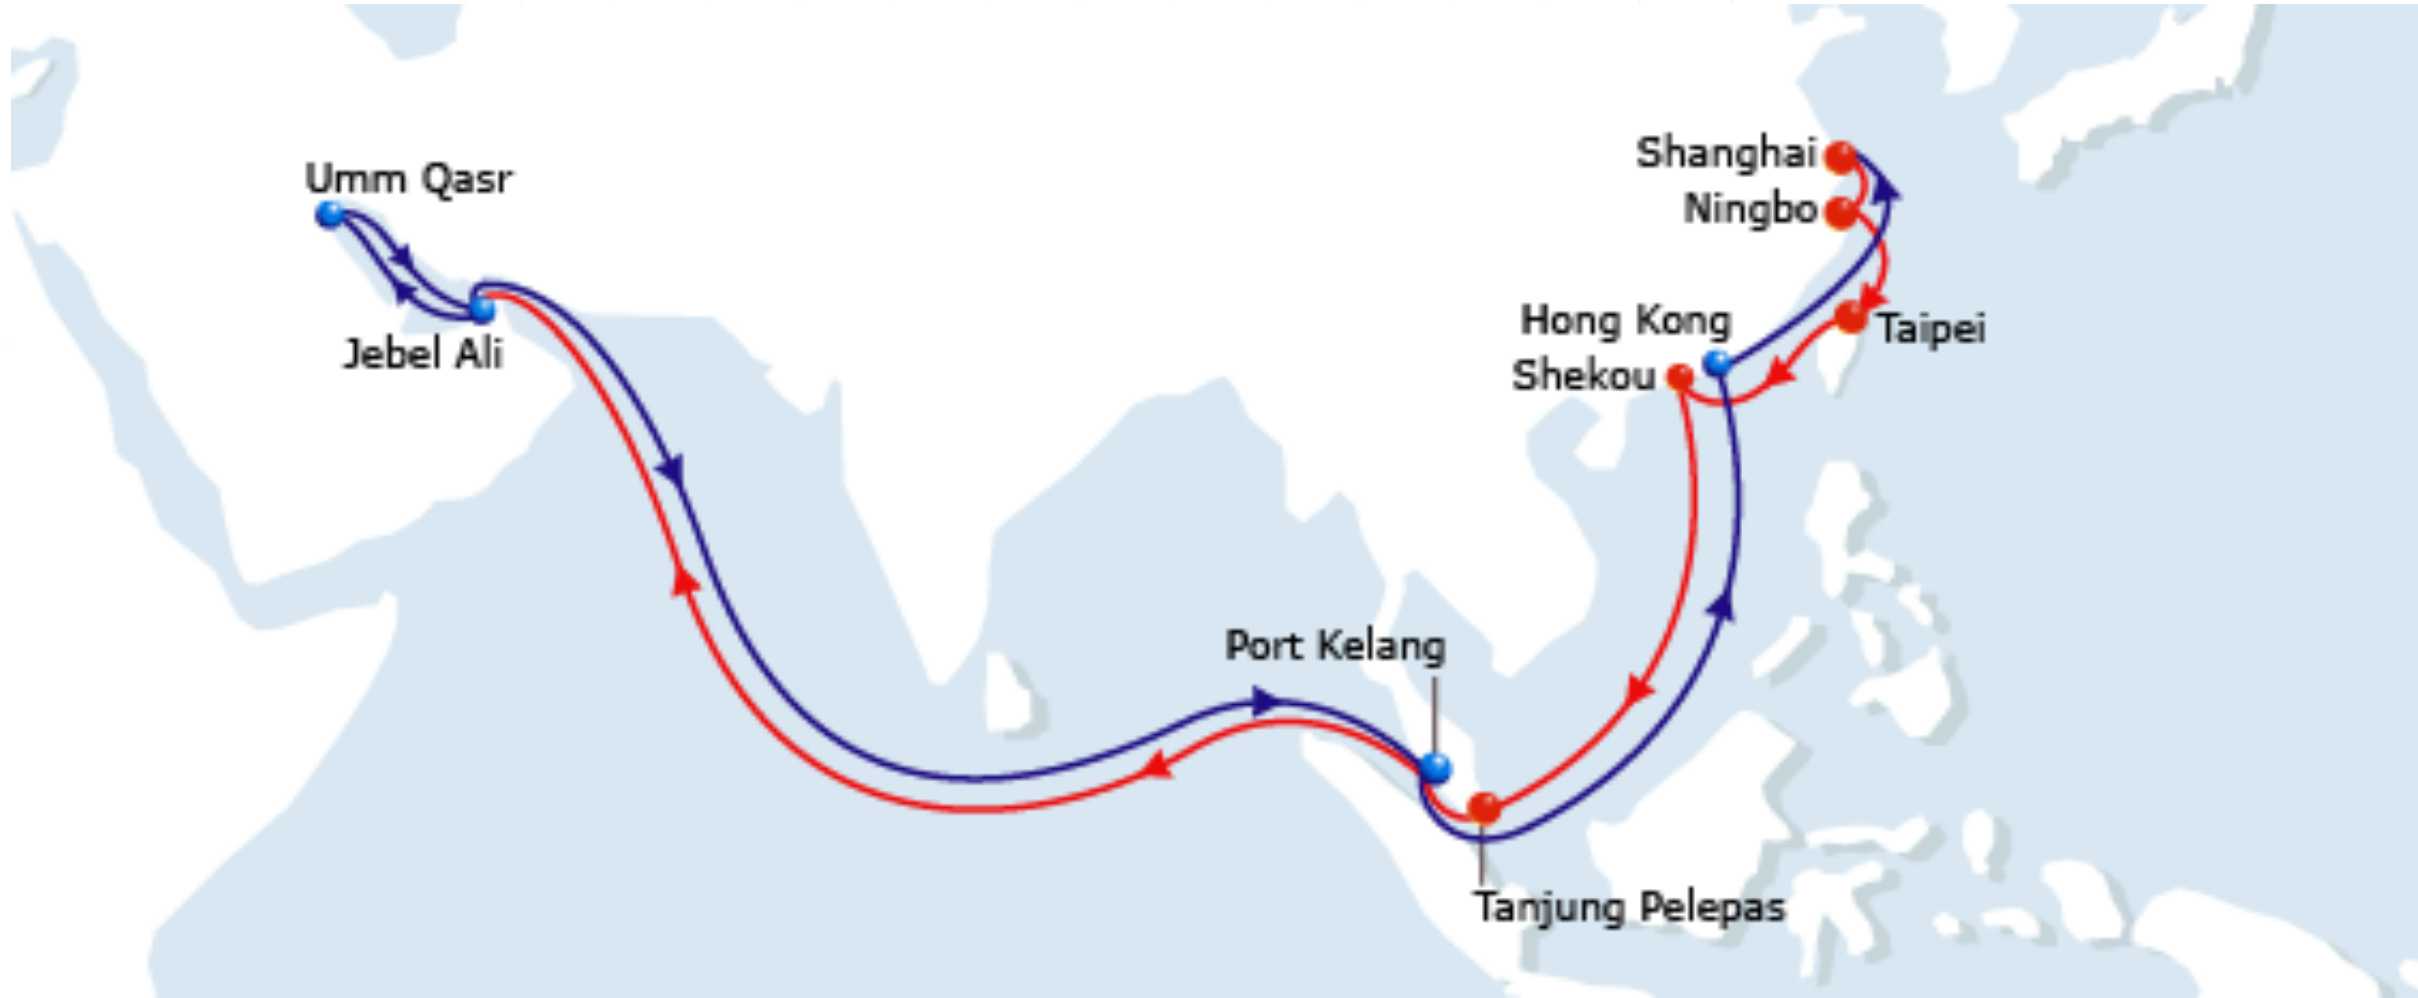 Shanghai
Umm Qasr
Ningbo
Hong Kong
Taipei
Jebel Ali
Shekou
Port Kelang
Tanjung Pelepas